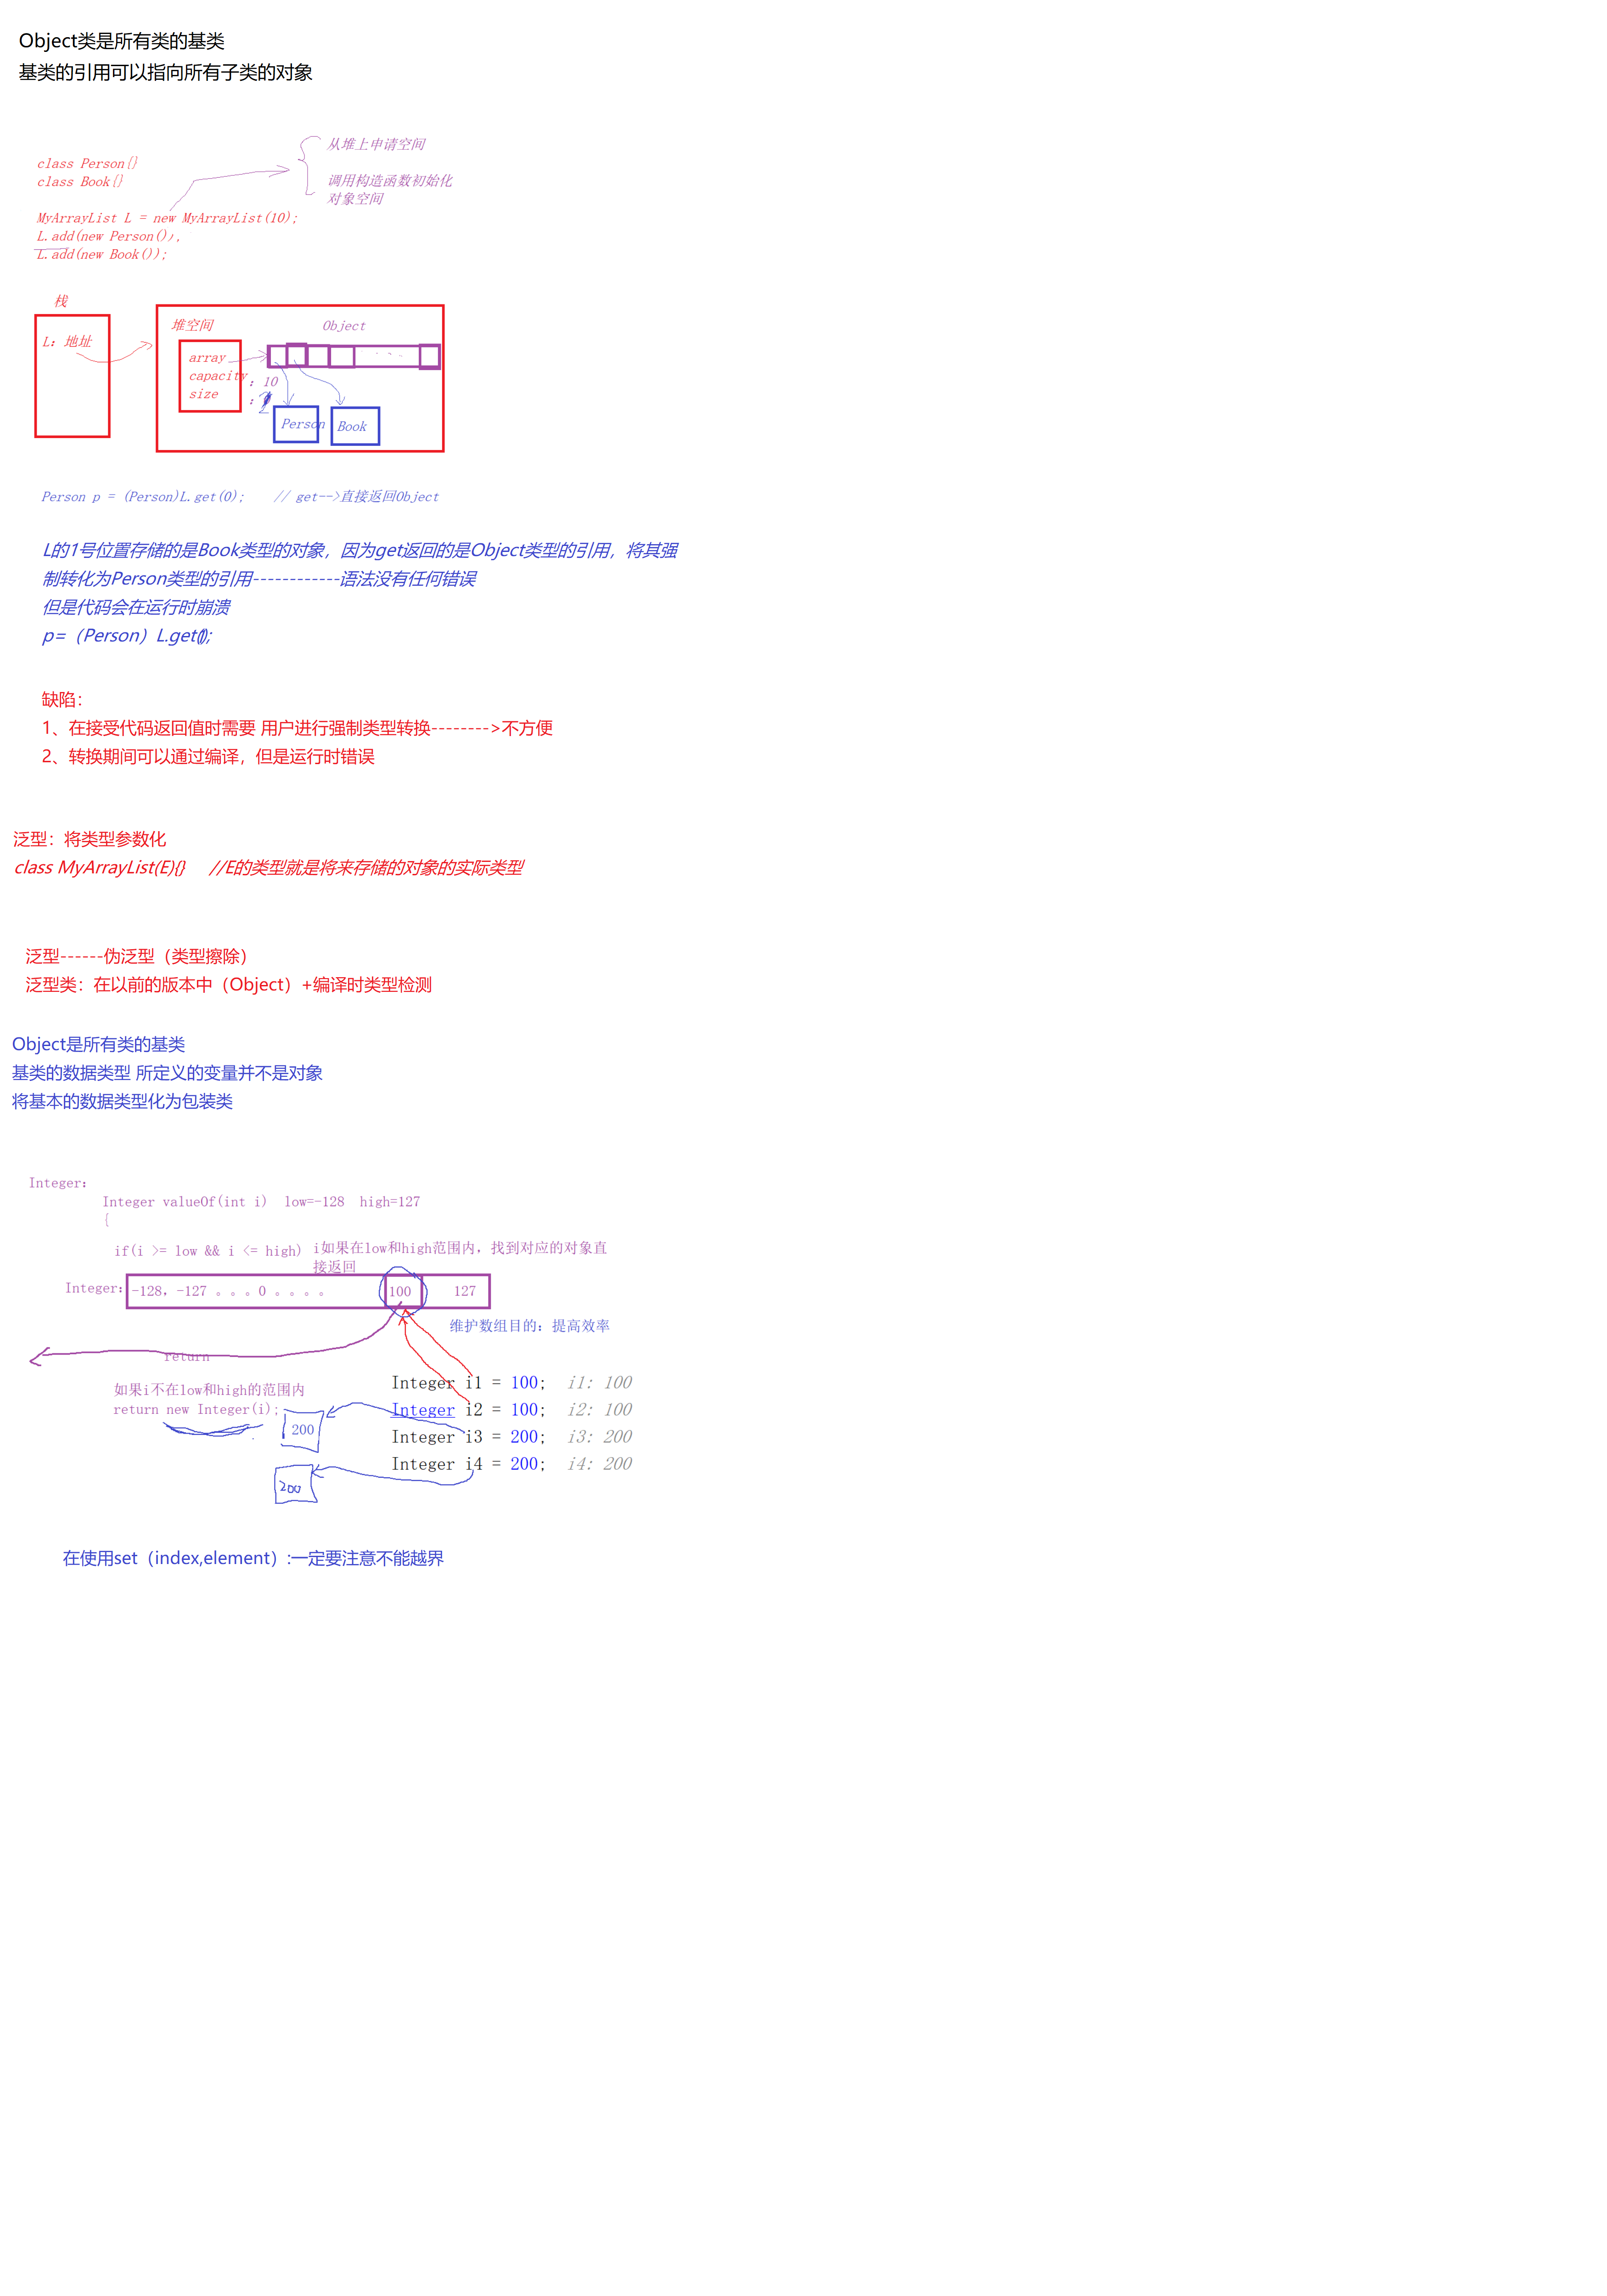 Object类是所有类的基类
基类的引用可以指向所有子类的对象
从堆上申请空间
调用构造函数初始化
对象空间
class Person{}
class Book{}
MyArrayList L = new MyArrayList(10);
L.add(new Person());
L.add(new Book());
栈
L：地址
堆空间
Object
array
capacity
：10
size
：
2
Person
Book
Person p = (Person)L.get(0); // get-->直接返回Object
L的1号位置存储的是Book类型的对象，因为get返回的是Object类型的引用，将其强
制转化为Person类型的引用------------语法没有任何错误
但是代码会在运行时崩溃
p=（Person）L.get();
缺陷：
1、在接受代码返回值时需要 用户进行强制类型转换-------->不方便
2、转换期间可以通过编译，但是运行时错误
泛型：将类型参数化
class MyArrayList(E){} //E的类型就是将来存储的对象的实际类型
泛型------伪泛型（类型擦除）
泛型类：在以前的版本中（Object）+编译时类型检测
Object是所有类的基类
基类的数据类型 所定义的变量并不是对象
将基本的数据类型化为包装类
Integer：
Integer valueOf(int i) low=-128 high=127
{
if(i >= low && i <= high)
i如果在low和high范围内，找到对应的对象直
接返回
Integer：
-128，-127 。。。0 。。。。
100
127
维护数组目的：提高效率
return
如果i不在low和high的范围内
return new Integer(i);
200
200
Integer i1 = 100; i1: 100
Integer i2 = 100; i2: 100
Integer i3 = 200; i3: 200
Integer i4 = 200; i4: 200
在使用set（index,element）:一定要注意不能越界